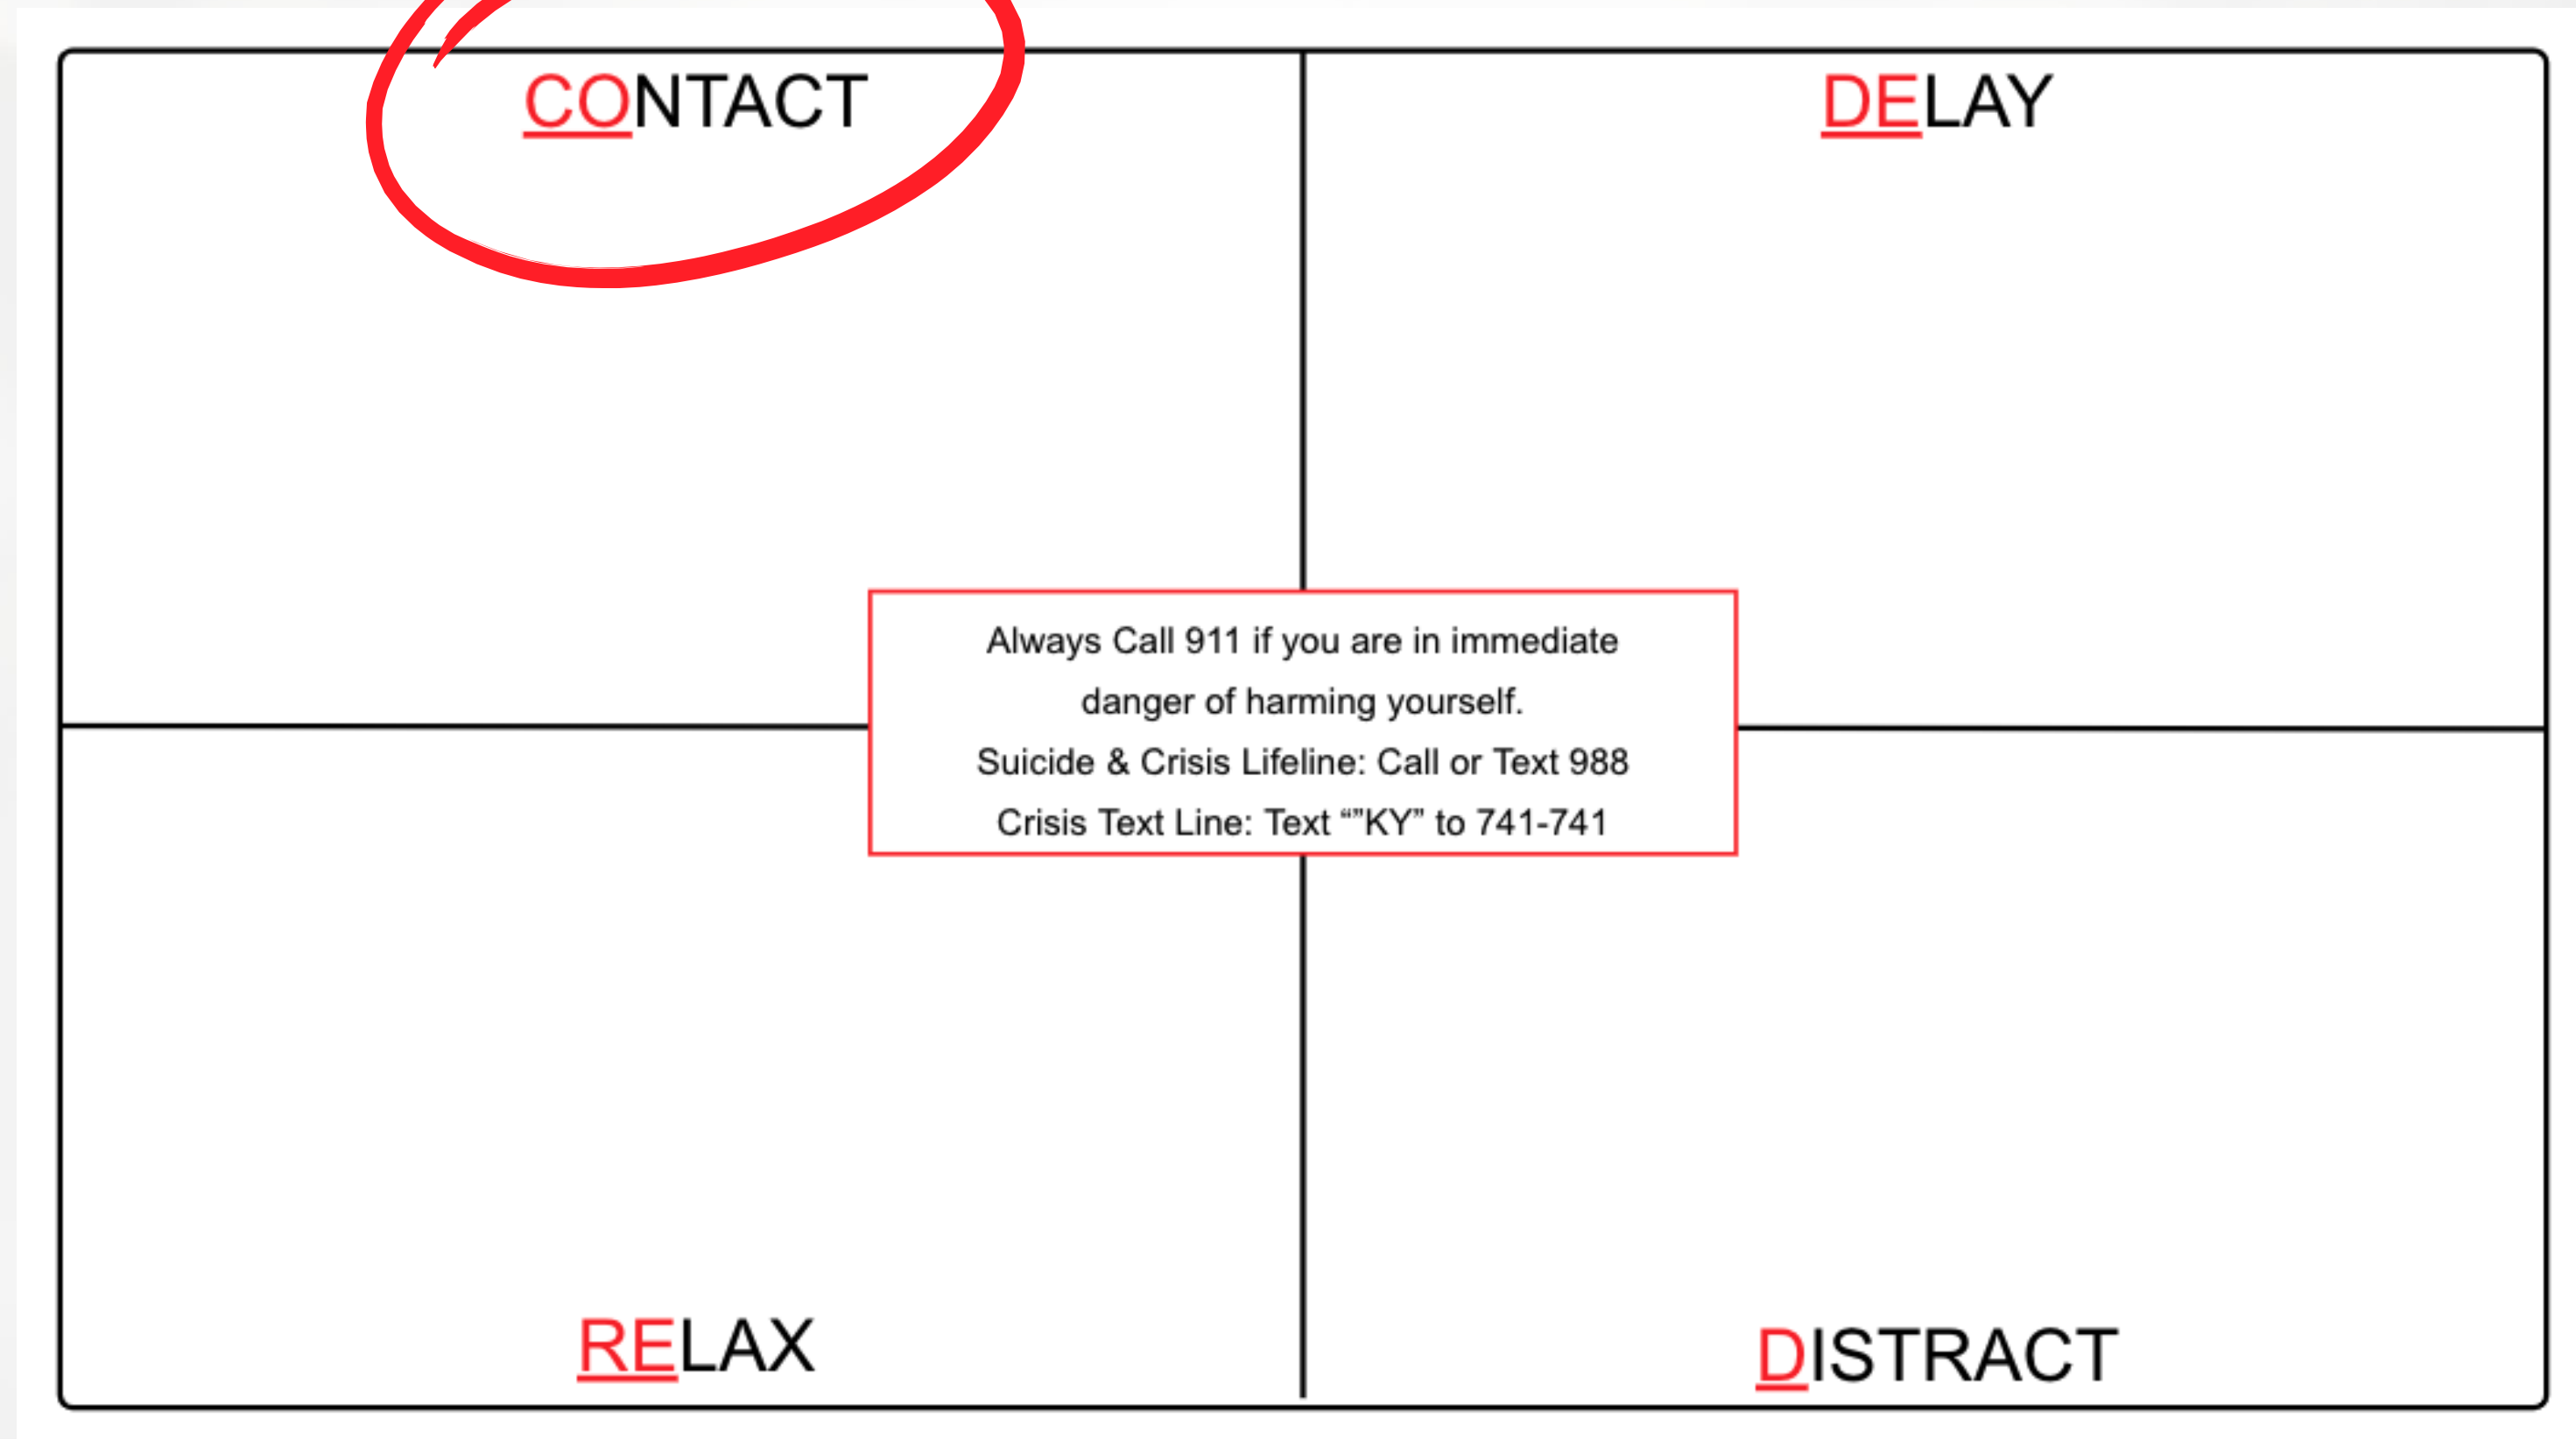 CONTACT
DELAY
Always Call 911 if you are in immediate
danger of harming yourself.
Suicide & Crisis Lifeline: Call or Text 988
Crisis Text Line: Text “”KY” to 741-741
RELAX
DISTRACT